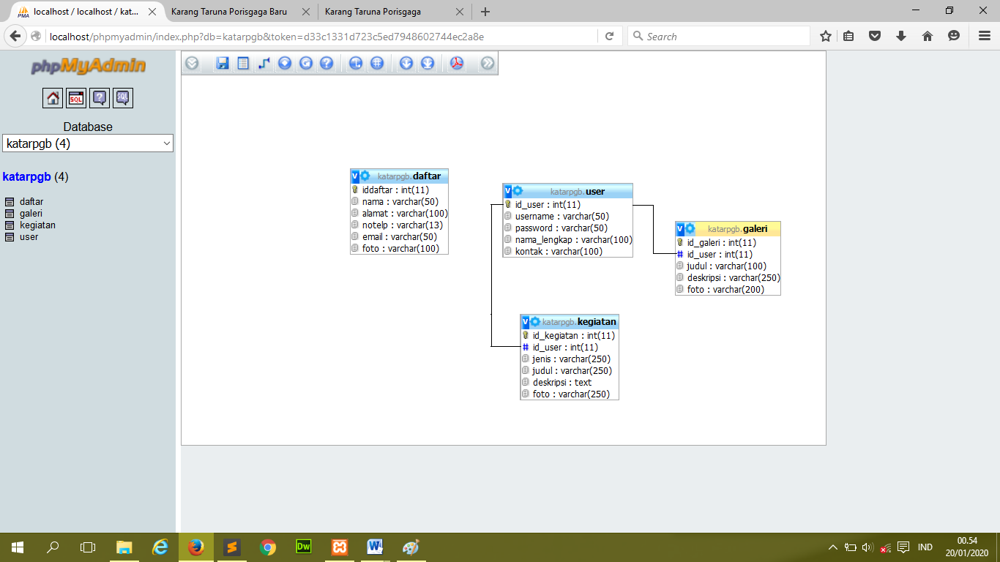 localhost / localhost / kat...
Karang Taruna Porisgaga Baru
Karang Taruna Porisgaga
PMA
localhost/phpmyadmin/index.php?db=katarpgb&token=d33c1331d723c5ed7948602744ec2a8e
Search
phpMyAdmin
SQL
SQL
Database
katarpgb (4)
katarpgb (4)
daftar
galeri
kegiatan
user
katarpgb.daftar
iddaftar : int(11)
nama : varchar(50)
alamat : varchar(100)
notelp : varchar(13)
email : varchar(50)
foto : varchar(100)
katarpgb.user
id_user : int(11)
username : varchar(50)
password : varchar(50)
nama_lengkap : varchar(100)
kontak : varchar(100)
katarpgb.galeri
id_galeri : int(11)
# id_user : int(11)
judul : varchar(100)
deskripsi : varchar(250)
foto : varchar(200)
katarpgb.kegiatan
id_kegiatan : int(11)
# id_user : int(11)
jenis : varchar(250)
judul : varchar(250)
deskripsi : text
foto : varchar(250)
Dw
IND
00.54
20/01/2020